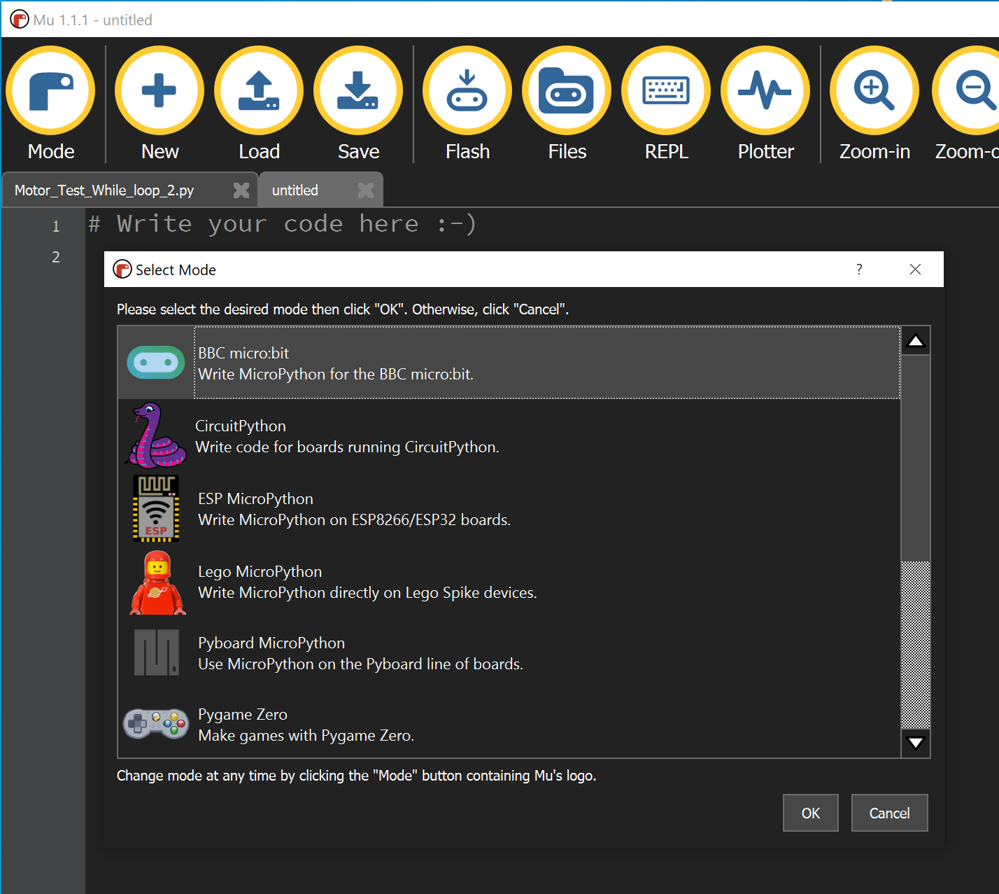 Mu 1.1.1 - untitled
Mode New Load Save Flash Files REPL Plotter Zoom-in
Motor_Test_While_loop_2.py untitled
1 # Write your code here :-)
2
Select Mode ?
Please select the desired mode then click "OK". Otherwise, click "Cancel".
BBC micro:bit
Write MicroPython for the BBC micro:bit.
CircuitPython
Write code for boards running CircuitPython.
ESP
ESP MicroPython
Write MicroPython on ESP8266/ESP32 boards.
Lego MicroPython
Write MicroPython directly on Lego Spike devices.
Pyboard MicroPython
Use MicroPython on the Pyboard line of boards.
Pygame Zero
Make games with Pygame Zero.
Change mode at any time by clicking the "Mode" button containing Mu's logo.
OK Cancel